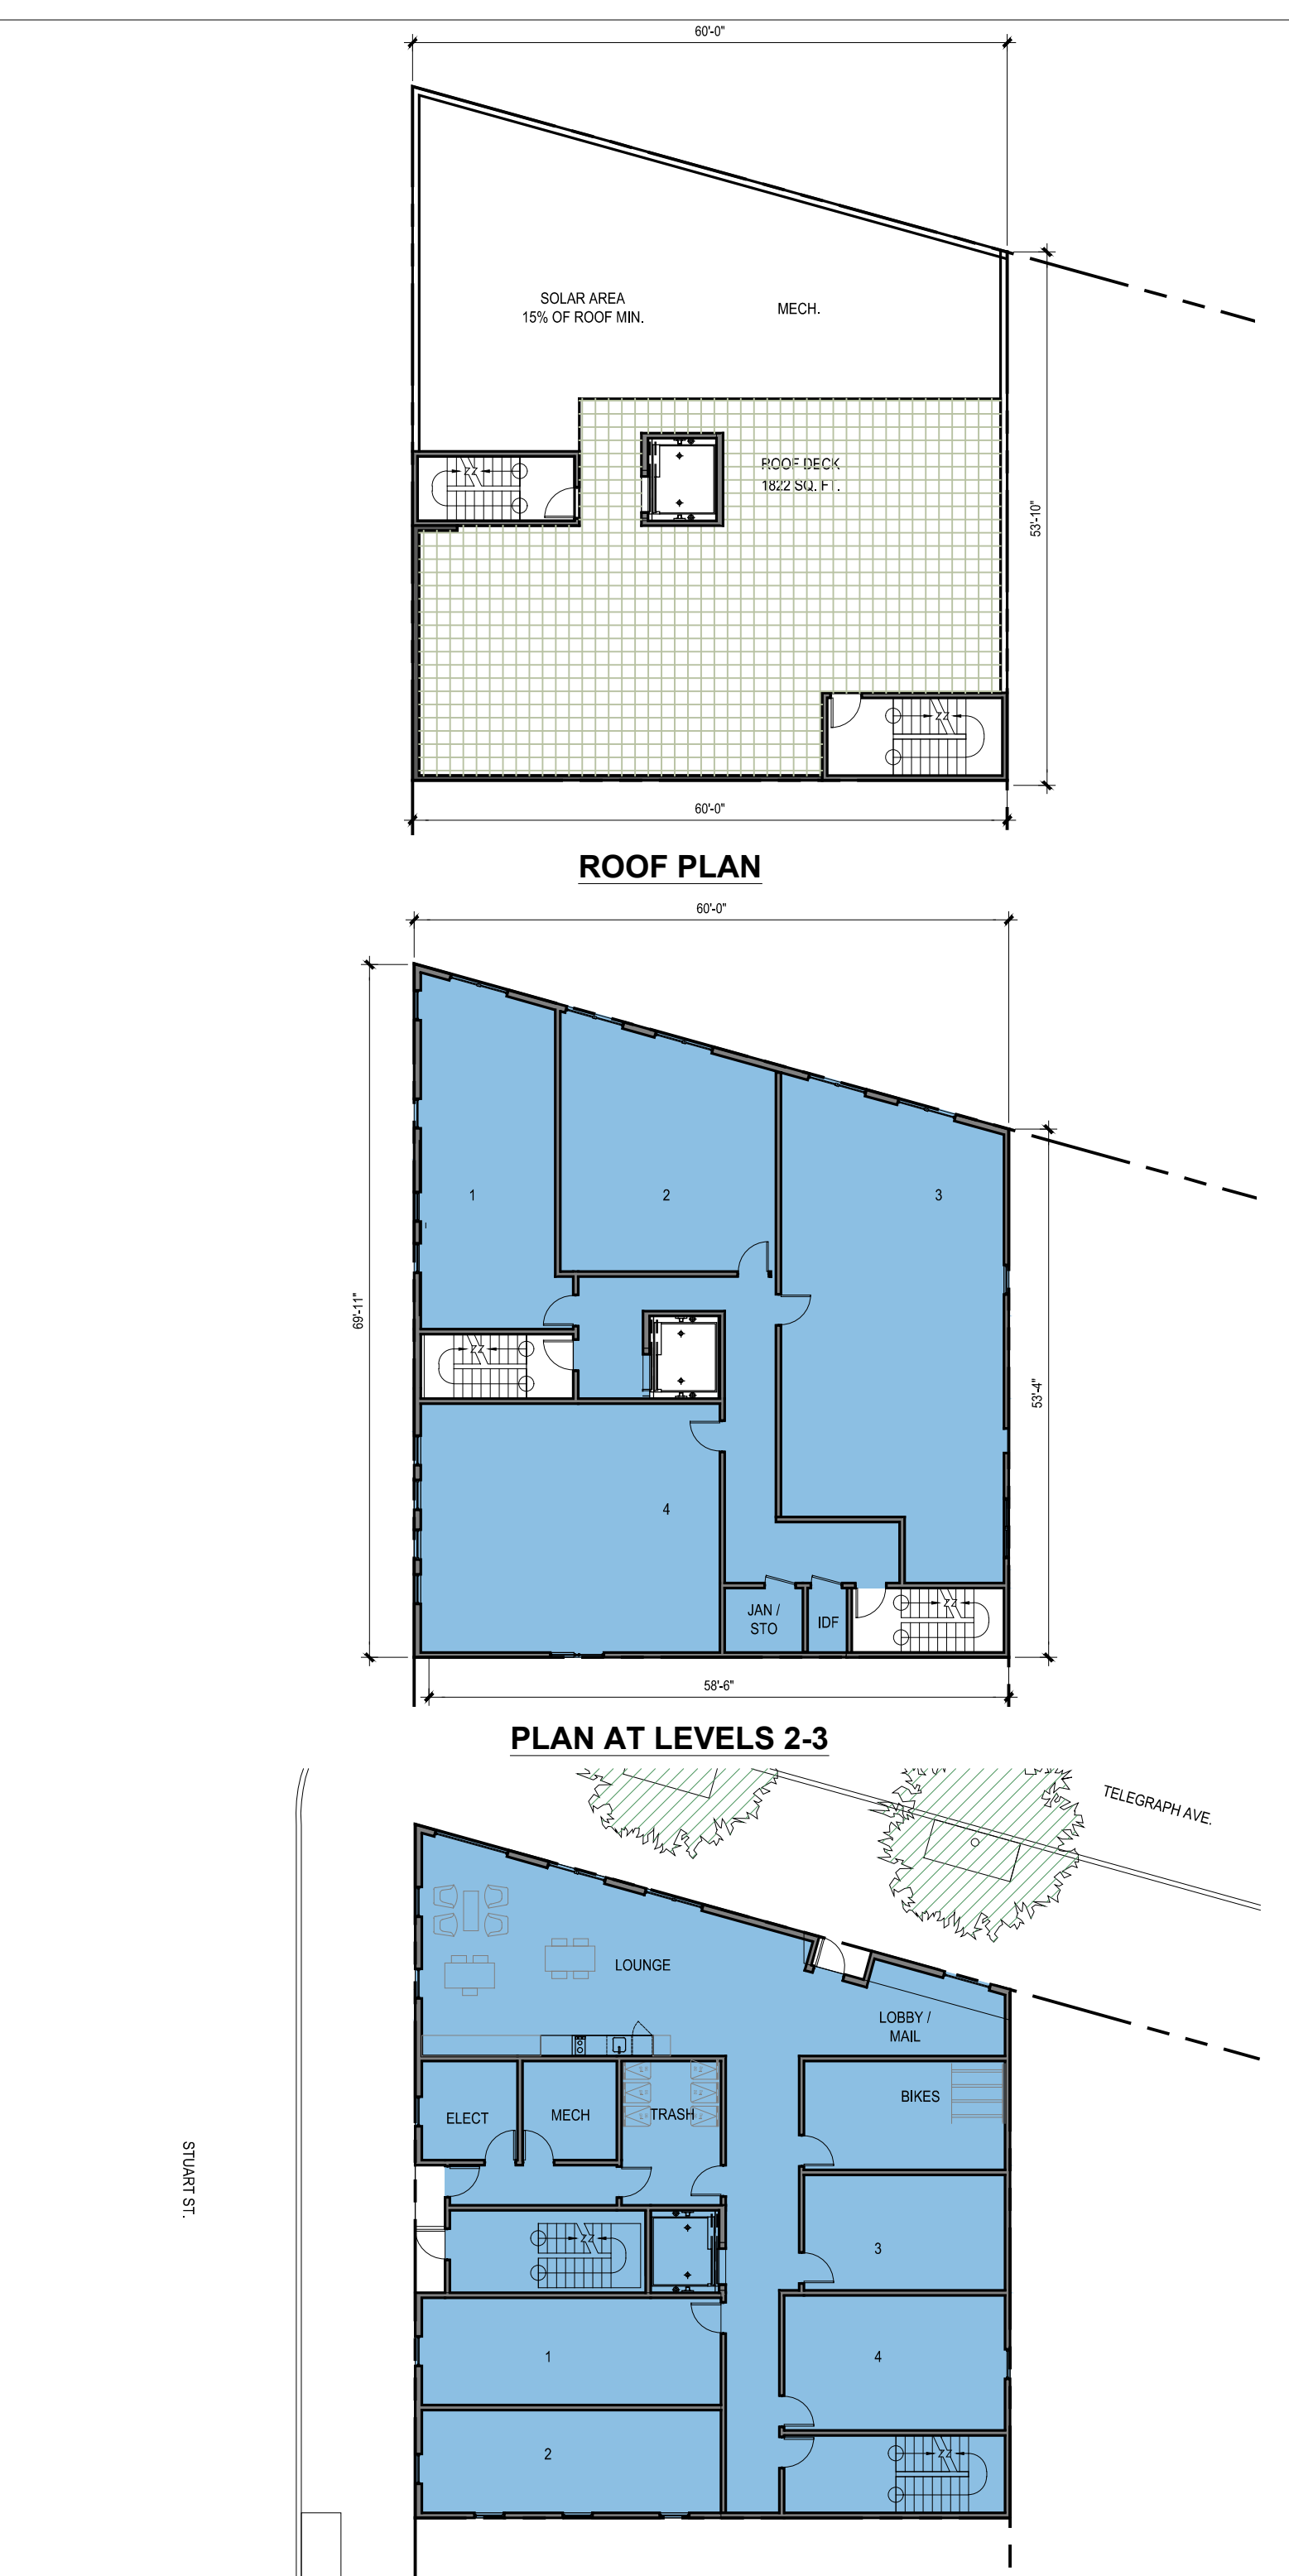 60'-0"
SOLAR AREA
15% OF ROOF MIN.
MECH.
ROOF DECK
1822 SQ. FT.
53'-10"
60'-0"
ROOF PLAN
60'-0"
1
2
3
69'-11"
53'-4"
4
JAN /
STO
IDF
58'-6"
PLAN AT LEVELS 2-3
TELEGRAPH AVE.
LOUNGE
LOBBY /
MAIL
BIKES
ELECT
MECH
TRASH
STUART ST.
3
1
4
2